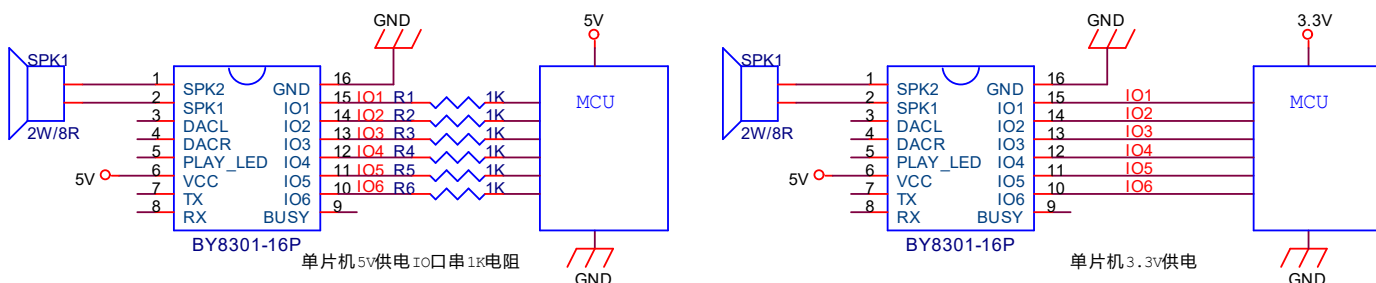 GND
5V
SPK1
1 SPK2 GND 16
2 SPK1 IO1 15 IO1 R1 1K
3 DACL IO2 14 IO2 R2 1K
4 DACR IO3 13 IO3 R3 1K
5 PLAY_LED IO4 12 IO4 R4 1K
6 VCC IO5 11 IO5 R5 1K
7 TX IO6 10 IO6 R6 1K
8 RX BUSY 9
2W/8R
5V
MCU
BY8301-16P
单片机5V供电IO口串1K电阻
GND
GND
3.3V
SPK1
1 SPK2 GND 16
2 SPK1 IO1 15 IO1
3 DACL IO2 14 IO2
4 DACR IO3 13 IO3
5 PLAY_LED IO4 12 IO4
6 VCC IO5 11 IO5
7 TX IO6 10 IO6
8 RX BUSY 9
2W/8R
5V
MCU
BY8301-16P
单片机3.3V供电
GND